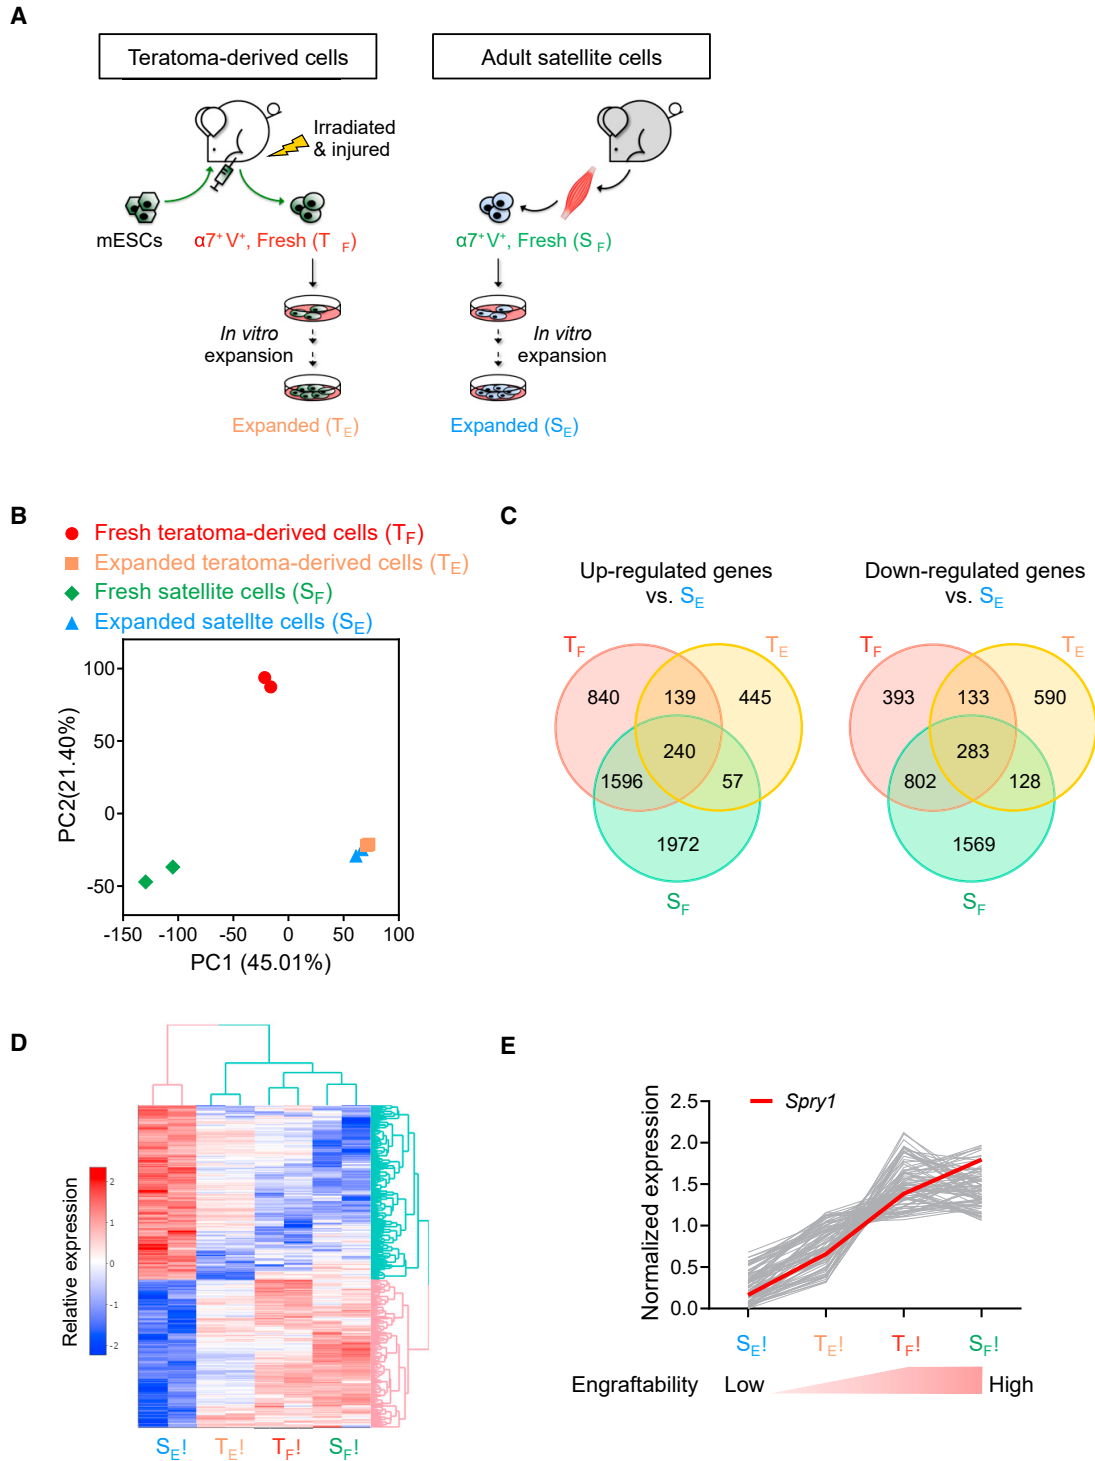 A
Teratoma-derived cells
Adult satellite cells
Irradiated
& injured
mESCs
α7⁺V⁺, Fresh (T F)
α7⁺V⁺, Fresh (S F)
In vitro
expansion
In vitro
expansion
Expanded (TE)
Expanded (SE)
B
Fresh teratoma-derived cells (TF)
Expanded teratoma-derived cells (TE)
Fresh satellite cells (SF)
Expanded satellte cells (SE)
100
50
0
-50
PC2(21.40%)
-150 -100 -50 0 50 100
PC1 (45.01%)
C
Up-regulated genes
vs. SE
TF
TE
840 139 445
240
1596 57
1972
SF
Down-regulated genes
vs. SE
TF
TE
393 133 590
283
802 128
1569
SF
D
Relative expression
2
1
0
-1
-2
SE! TE! TF! SF!
E
Normalized expression
2.5
2.0
1.5
1.0
0.5
0.0
Spry1
SE! TE! TF! SF!
Engraftability Low High